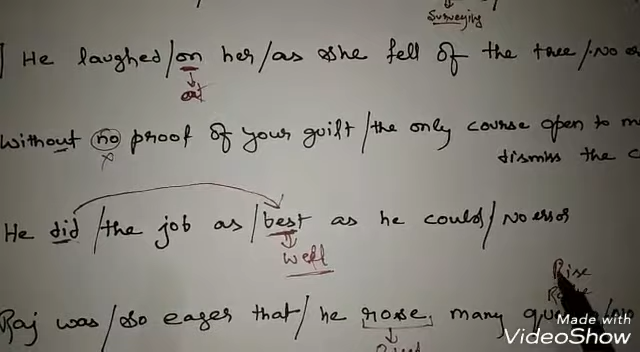 Surveying
He laughed/on her/as she fell of the tree/No er
at
without no proof of your guilt/the only course open to m
dismiss the c
He did/the job as/best as he could/No error
well
Rise
Raj was/so eager that/he rosse, many
Made with
VideoShow